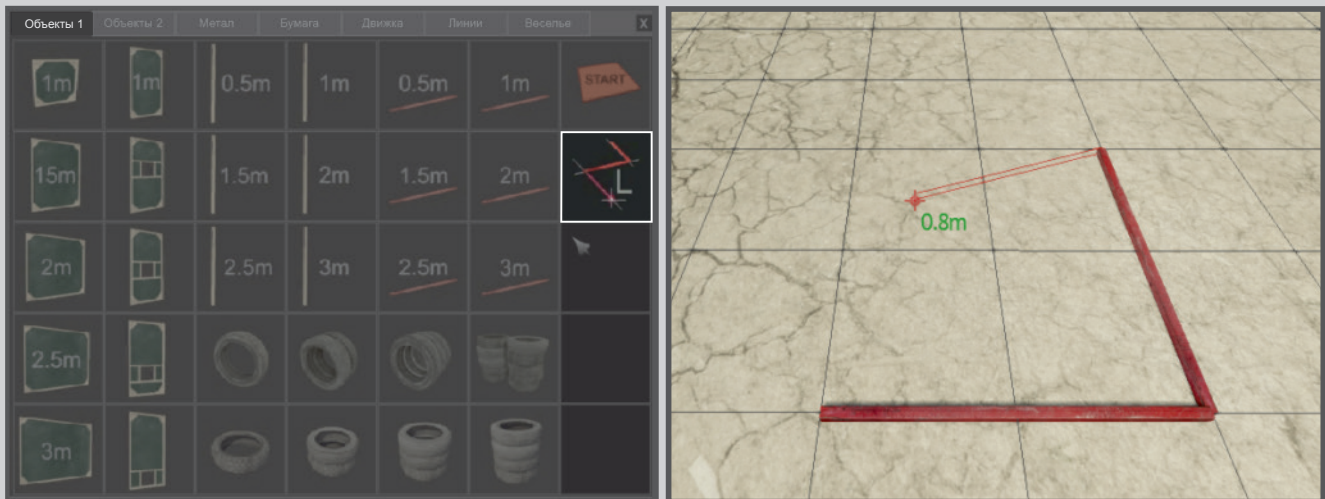 Объекты 1 Объекты 2 Метал Бумага Движка Линии Веселье X
1m 1m 0.5m 1m 0.5m 1m START
15m 1.5m 2m 1.5m 2m L
2m 2.5m 3m 2.5m 3m
2.5m
3m
0.8m